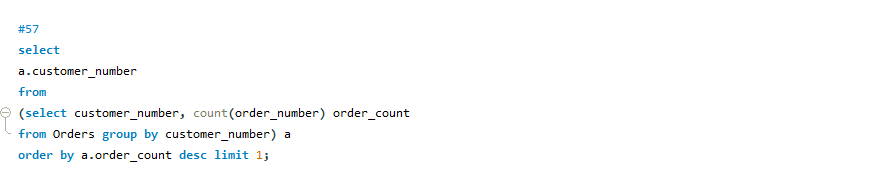 #57
select
a.customer_number
from
(select customer_number, count(order_number) order_count
from Orders group by customer_number) a
order by a.order_count desc limit 1;